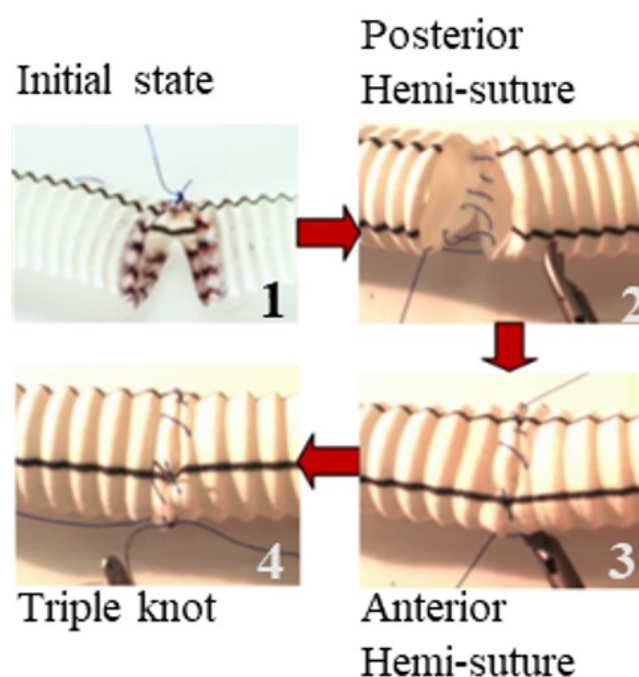 Initial state
Posterior
Hemi-suture
1
2
4
3
Triple knot
Anterior
Hemi-suture